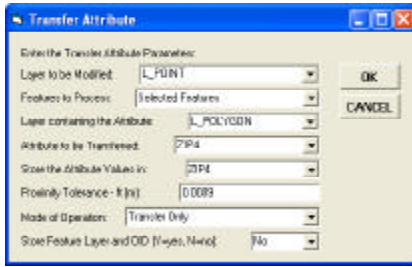 Transfer Attribute
Enter the Transfer Attribute Parameters:
Layer to be Modified: L_POINT
OK
Features to Process: Selected Features
CANCEL
Layer containing the Attribute: L_POLYGON
Attribute to be Transferred: ZIP4
Store the Attribute Values in: ZIP4
Proximity Tolerance - ft (m): 0.0089
Mode of Operation: Transfer Only
Store Feature Layer and OID (Y=yes, N=no): No